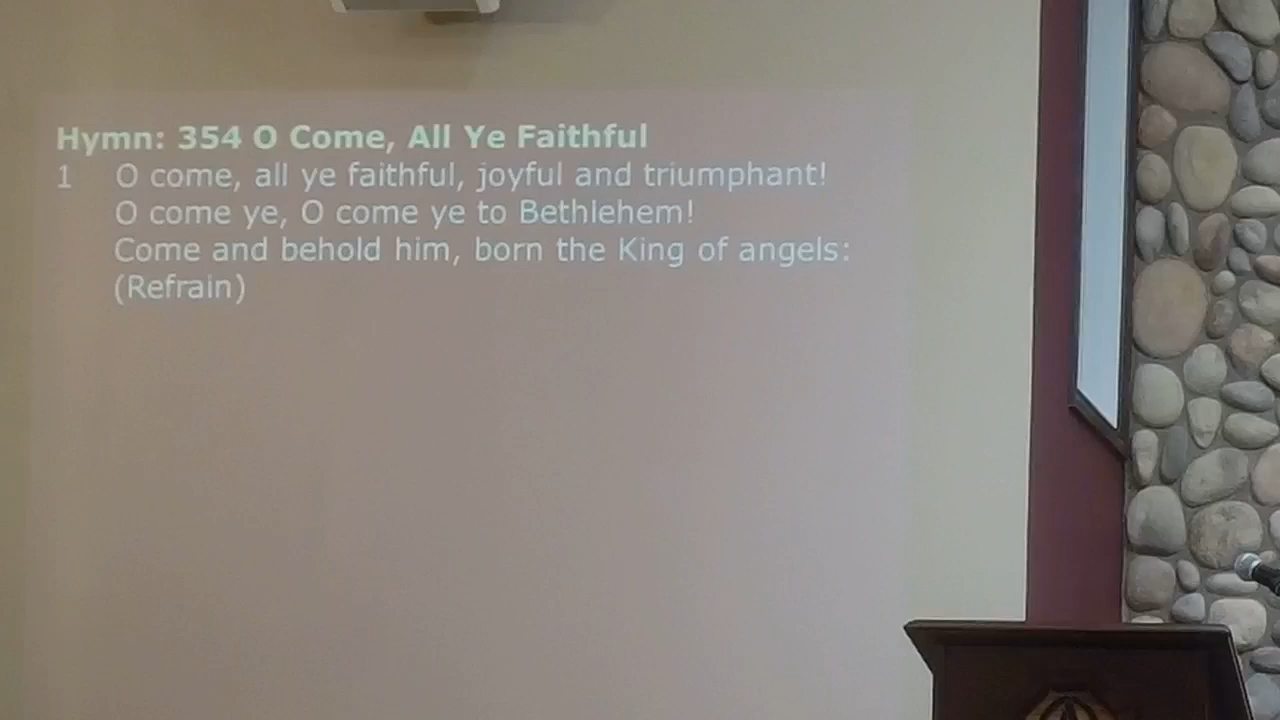 Hymn: 354 O Come, All Ye Faithful
1 O come, all ye faithful, joyful and triumphant!
O come ye, O come ye to Bethlehem!
Come and behold him, born the King of angels:
(Refrain)